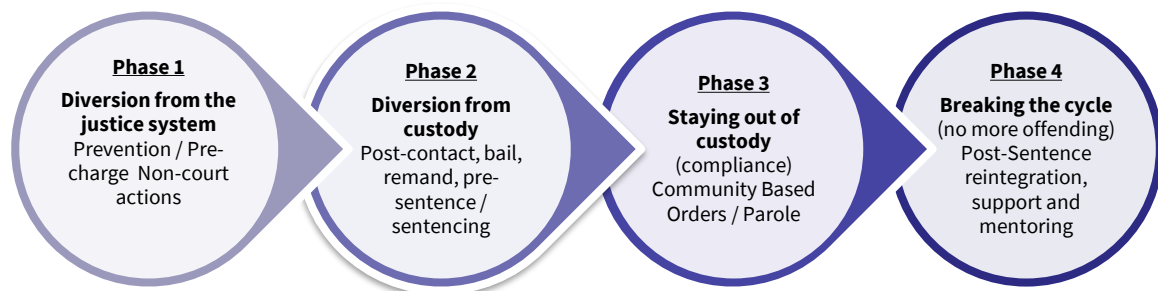 Phase 1
Diversion from the
justice system
Prevention / Pre-
charge Non-court
actions
Phase 2
Diversion from
custody
Post-contact, bail,
remand, pre-
sentence /
sentencing
Phase 3
Staying out of
custody
(compliance)
Community Based
Orders / Parole
Phase 4
Breaking the cycle
(no more offending)
Post-Sentence
reintegration,
support and
mentoring